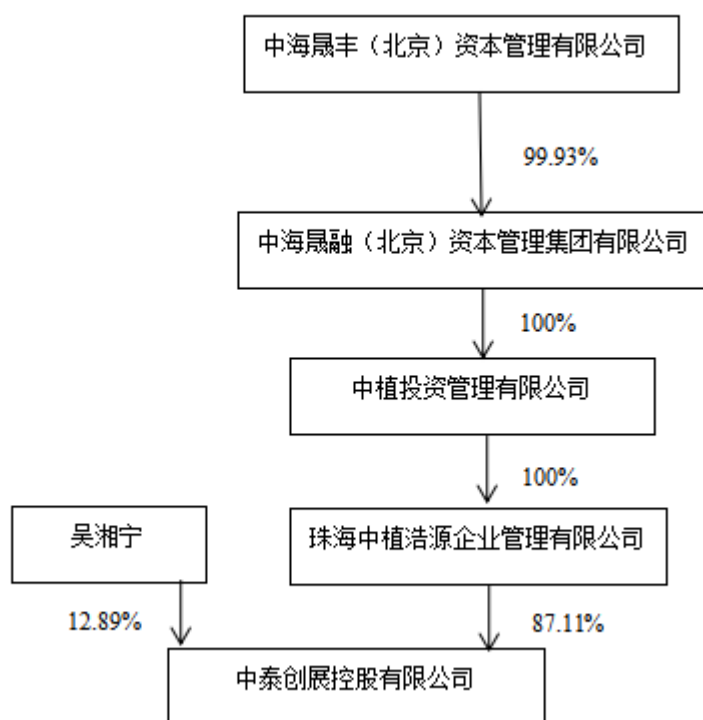 中海晟丰（北京）资本管理有限公司
99.93%
中海晟融（北京）资本管理集团有限公司
100%
中植投资管理有限公司
100%
吴湘宁
珠海中植浩源企业管理有限公司
12.89%
87.11%
中泰创展控股有限公司